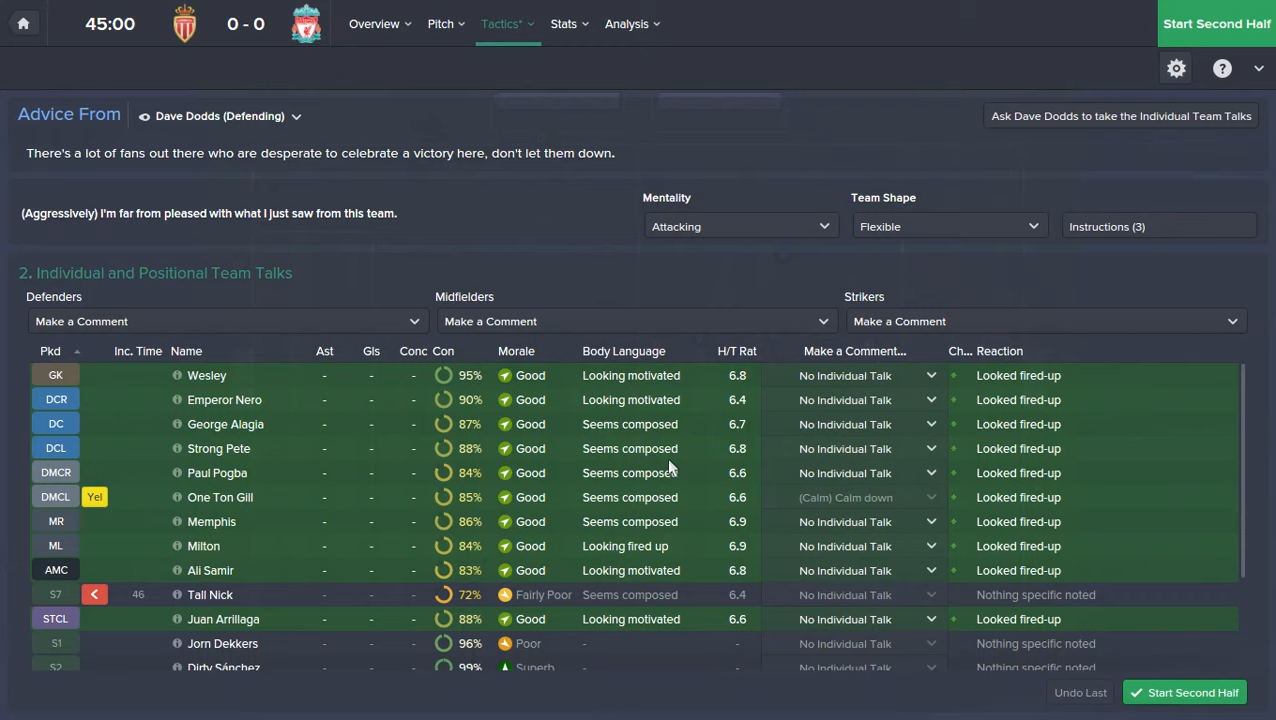 45:00 0 - 0 Overview Pitch Tactics* Stats Analysis Start Second Half
?
Advice From Dave Dodds (Defending) Ask Dave Dodds to take the Individual Team Talks
There's a lot of fans out there who are desperate to celebrate a victory here, don't let them down.
Mentality Team Shape
(Aggressively) I'm far from pleased with what I just saw from this team.
Attacking Flexible Instructions (3)
2. Individual and Positional Team Talks
Defenders Midfielders Strikers
Make a Comment Make a Comment Make a Comment
Pkd Inc. Time Name Ast Gls Conc Con Morale Body Language H/T Rat Make a Comment... Ch... Reaction
GK Wesley - - - 95% Good Looking motivated 6.8 No Individual Talk Looked fired-up
DCR Emperor Nero - - - 90% Good Looking motivated 6.4 No Individual Talk Looked fired-up
DC George Alagia - - - 87% Good Seems composed 6.7 No Individual Talk Looked fired-up
DCL Strong Pete - - - 88% Good Seems composed 6.8 No Individual Talk Looked fired-up
DMCR Paul Pogba - - - 84% Good Seems composed 6.6 No Individual Talk Looked fired-up
DMCL Yel One Ton Gill - - - 85% Good Seems composed 6.6 (Calm) Calm down Looked fired-up
MR Memphis - - - 86% Good Seems composed 6.9 No Individual Talk Looked fired-up
ML Milton - - - 84% Good Looking fired up 6.9 No Individual Talk Looked fired-up
AMC Ali Samir - - - 83% Good Looking motivated 6.8 No Individual Talk Looked fired-up
S7 46 Tall Nick - - - 72% Fairly Poor Seems composed 6.4 No Individual Talk Nothing specific noted
STCL Juan Arrillaga - - - 88% Good Looking motivated 6.6 No Individual Talk Looked fired-up
S1 Jorn Dekkers - - - 96% Poor - - No Individual Talk Nothing specific noted
S2 Dirty Sánchez - - - 99% Superb - - No Individual Talk Nothing specific noted
Undo Last Start Second Half